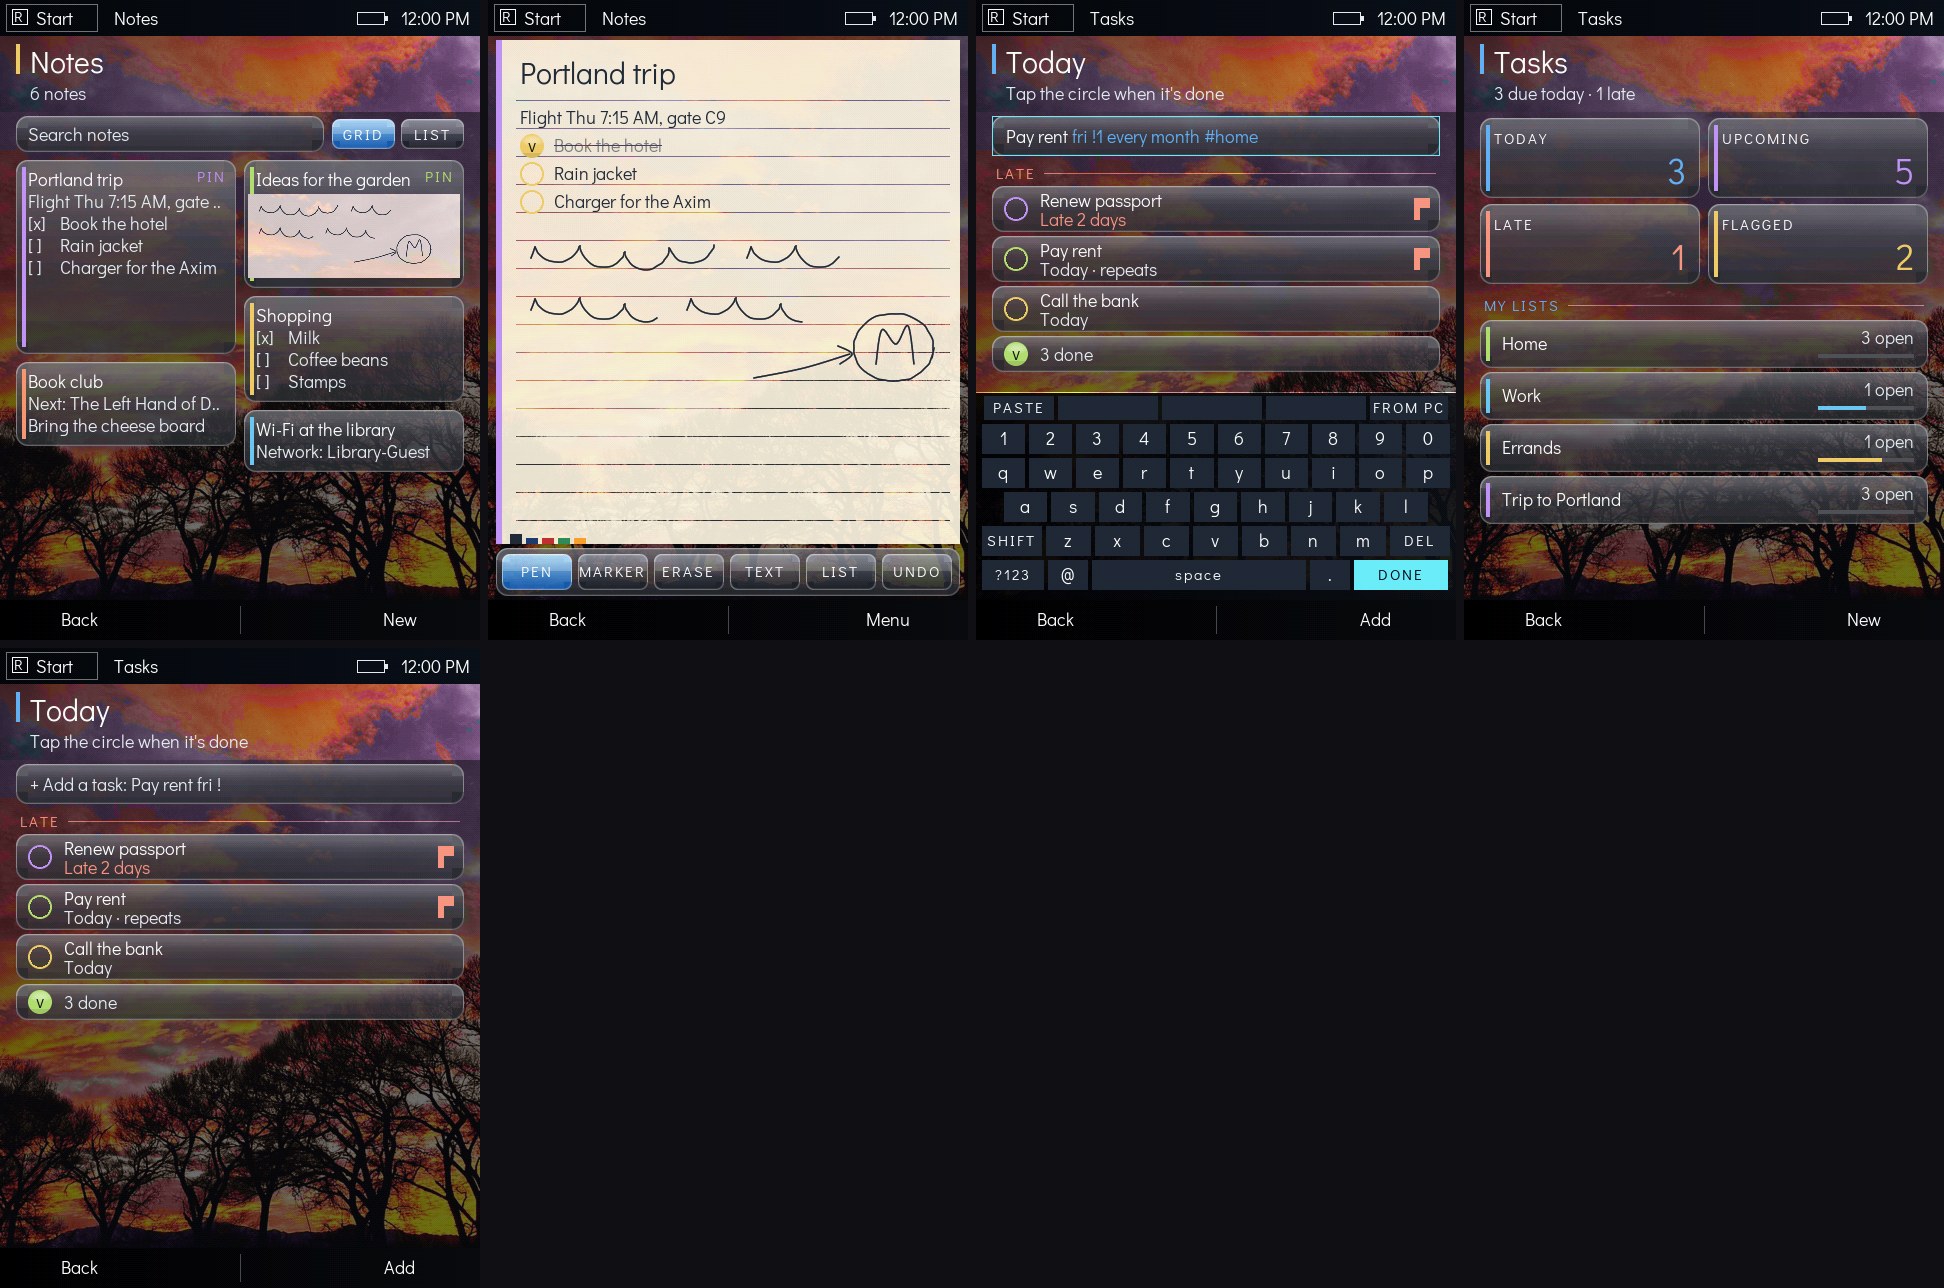 R Start Notes 12:00 PM
Notes
6 notes
Search notes GRID LIST
Portland trip PIN
Flight Thu 7:15 AM, gate ..
[x] Book the hotel
[ ] Rain jacket
[ ] Charger for the Axim
Book club
Next: The Left Hand of D..
Bring the cheese board
Ideas for the garden PIN
M
Shopping
[x] Milk
[ ] Coffee beans
[ ] Stamps
Wi-Fi at the library
Network: Library-Guest
Back New
R Start Notes 12:00 PM
Portland trip
Flight Thu 7:15 AM, gate C9
v Book the hotel
Rain jacket
Charger for the Axim
M
PEN MARKER ERASE TEXT LIST UNDO
Back Menu
R Start Tasks 12:00 PM
Today
Tap the circle when it's done
Pay rent fri !1 every month #home
LATE
Renew passport
Late 2 days
Pay rent
Today · repeats
Call the bank
Today
v 3 done
PASTE FROM PC
1 2 3 4 5 6 7 8 9 0
q w e r t y u i o p
a s d f g h j k l
SHIFT z x c v b n m DEL
?123 @ space . DONE
Back Add
R Start Tasks 12:00 PM
Tasks
3 due today · 1 late
TODAY
3
UPCOMING
5
LATE
1
FLAGGED
2
MY LISTS
Home 3 open
Work 1 open
Errands 1 open
Trip to Portland 3 open
Back New
R Start Tasks 12:00 PM
Today
Tap the circle when it's done
+ Add a task: Pay rent fri !
LATE
Renew passport
Late 2 days
Pay rent
Today · repeats
Call the bank
Today
v 3 done
Back Add